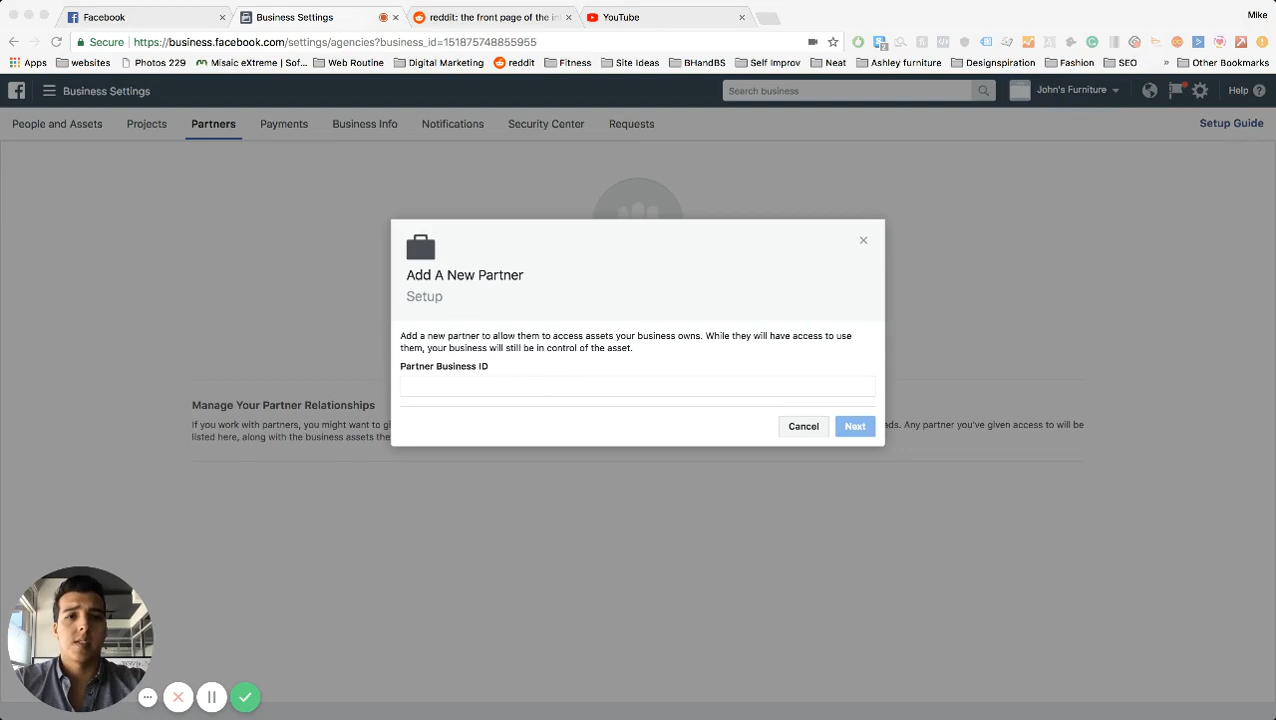 Facebook
Business Settings
reddit: the front page of the in
YouTube
Mike
Secure
https://business.facebook.com/settings/agencies?business_id=151875748855955
2
Apps
websites
Photos 229
Misaic eXtreme | Sof...
Web Routine
Digital Marketing
reddit
Fitness
Site Ideas
BHandBS
Self Improv
Neat
Ashley furniture
Designspiration
Fashion
SEO
»
Other Bookmarks
Business Settings
Search business
John's Furniture
Help
People and Assets
Projects
Partners
Payments
Business Info
Notifications
Security Center
Requests
Setup Guide
Add A New Partner
Setup
Add a new partner to allow them to access assets your business owns. While they will have access to use
them, your business will still be in control of the asset.
Partner Business ID
Cancel
Next
Manage Your Partner Relationships
If you work with partners, you might want to gi
ads. Any partner you've given access to will be
listed here, along with the business assets the